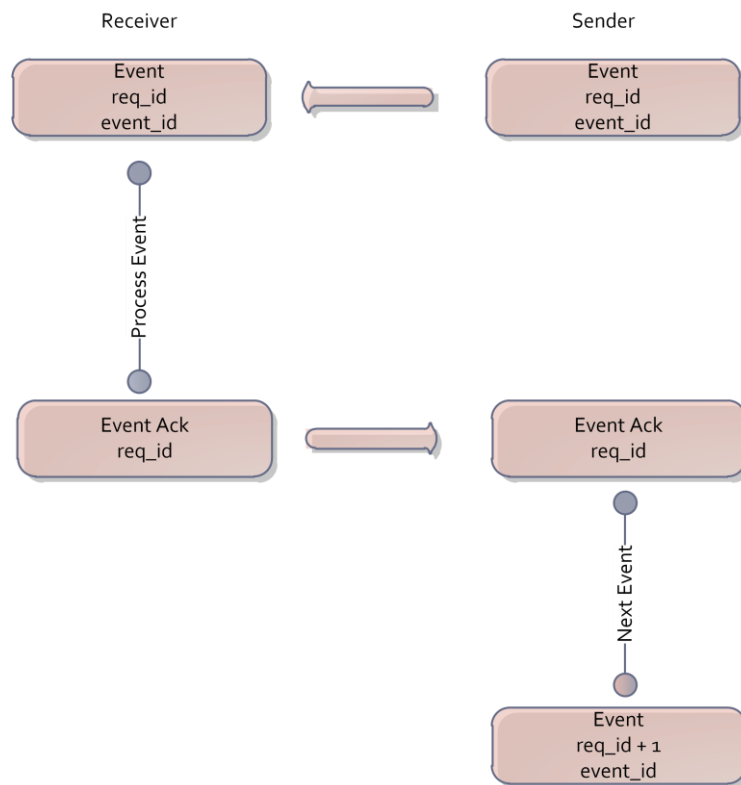 Receiver
Sender
Event
req_id
event_id
Event
req_id
event_id
Process Event
Event Ack
req_id
Event Ack
req_id
Next Event
Event
req_id + 1
event_id